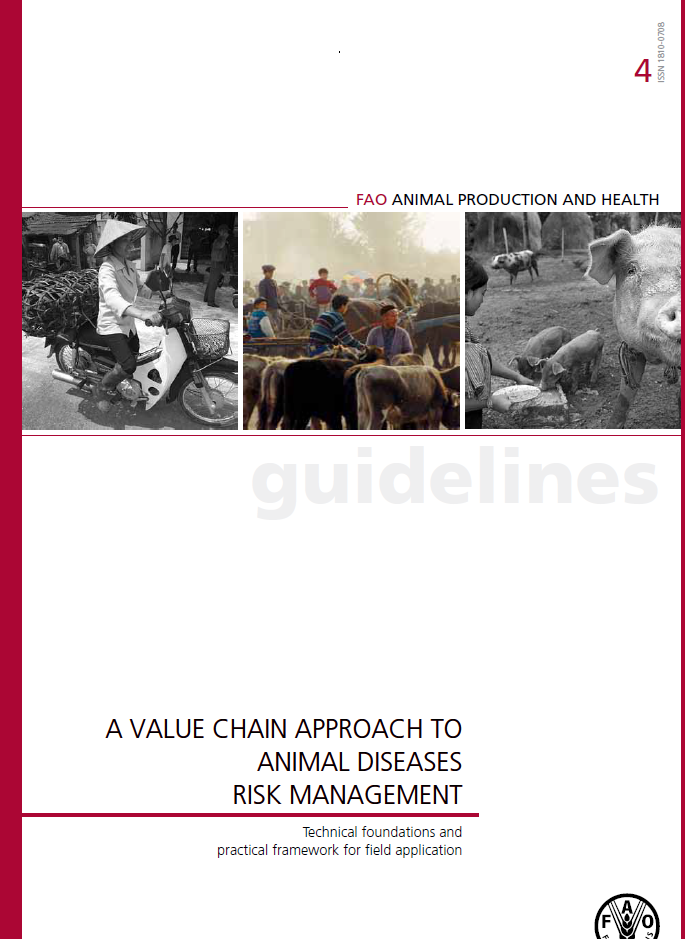 4
ISSN 1810-0708
FAO ANIMAL PRODUCTION AND HEALTH
guidelines
A VALUE CHAIN APPROACH TO
ANIMAL DISEASES
RISK MANAGEMENT
Technical foundations and
practical framework for field application
F A O